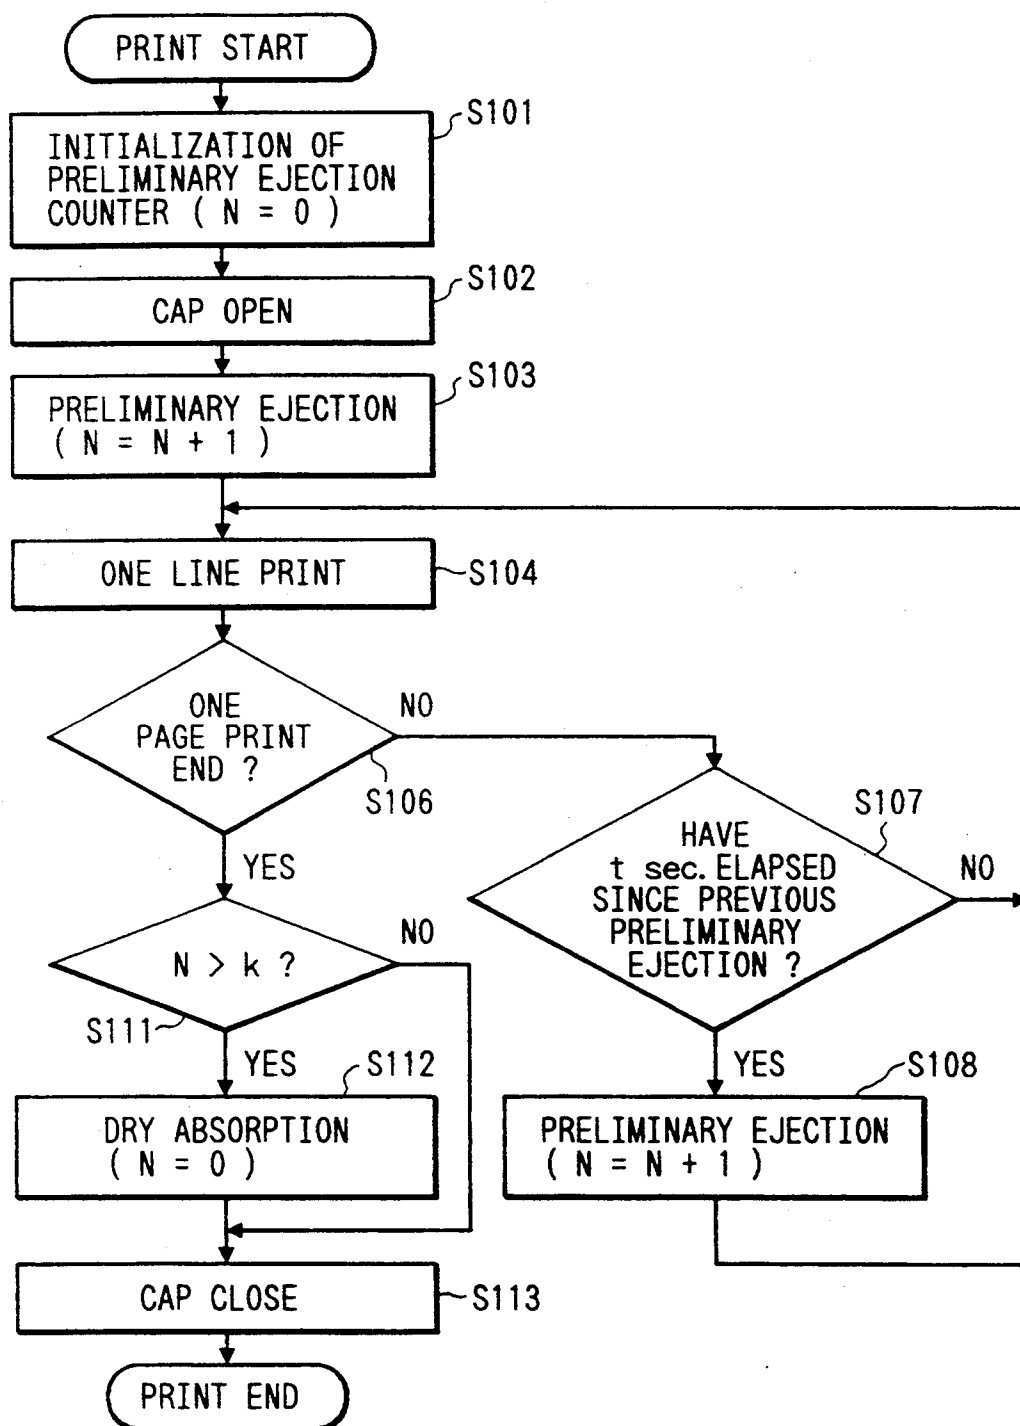 PRINT START
S101
INITIALIZATION OF
PRELIMINARY EJECTION
COUNTER ( N = 0 )
S102
CAP OPEN
S103
PRELIMINARY EJECTION
( N = N + 1 )
ONE LINE PRINT
S104
ONE
PAGE PRINT
END ?
NO
S106
YES
S107
HAVE
t sec. ELAPSED
SINCE PREVIOUS
PRELIMINARY
EJECTION ?
NO
N > k ?
NO
S111
YES
S112
DRY ABSORPTION
( N = 0 )
YES
S108
PRELIMINARY EJECTION
( N = N + 1 )
CAP CLOSE
S113
PRINT END